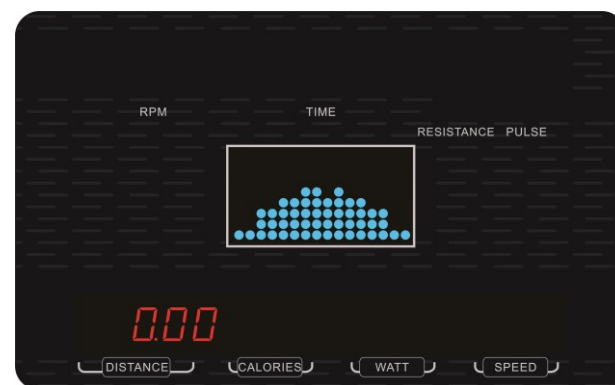 RPM TIME
RESISTANCE PULSE
0.00
DISTANCE CALORIES WATT SPEED